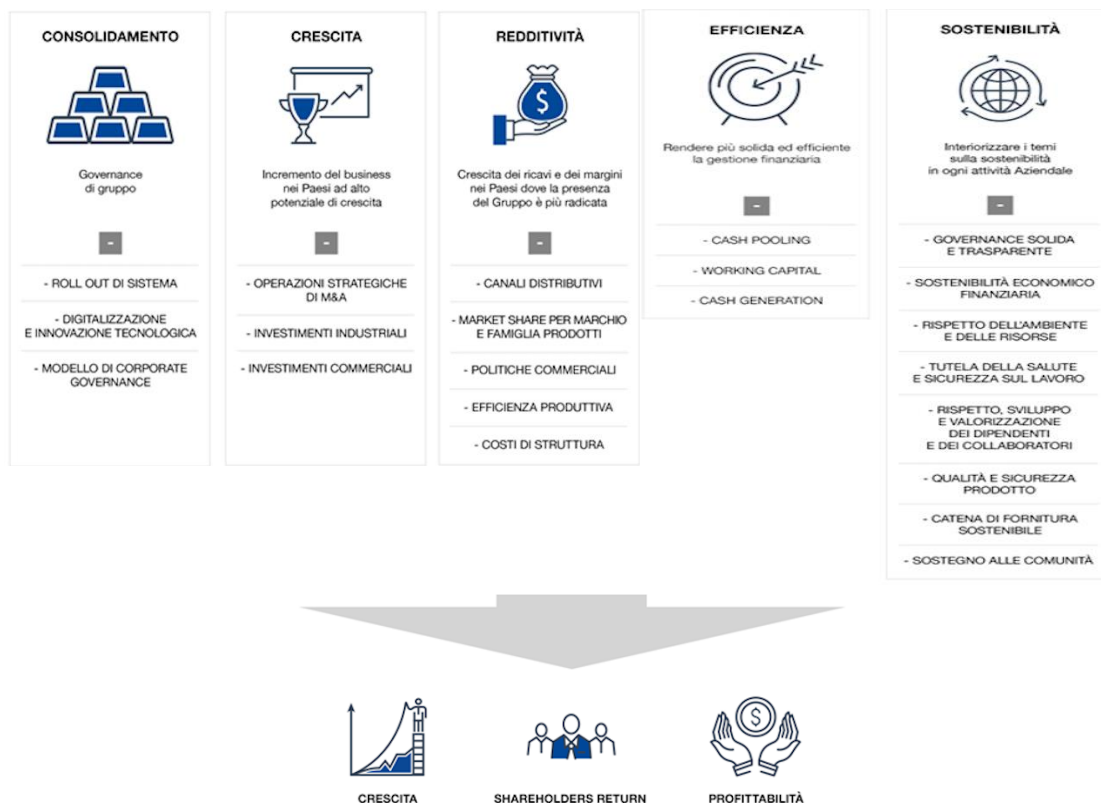 CONSOLIDAMENTO
Governance
di gruppo
-
- ROLL OUT DI SISTEMA
- DIGITALIZZAZIONE
E INNOVAZIONE TECNOLOGICA
- MODELLO DI CORPORATE
GOVERNANCE
CRESCITA
Incremento del business
nei Paesi ad alto
potenziale di crescita
-
- OPERAZIONI STRATEGICHE
DI M&A
- INVESTIMENTI INDUSTRIALI
- INVESTIMENTI COMMERCIALI
REDDITIVITÀ
$
Crescita dei ricavi e dei margini
nei Paesi dove la presenza
del Gruppo è più radicata
-
- CANALI DISTRIBUTIVI
- MARKET SHARE PER MARCHIO
E FAMIGLIA PRODOTTI
- POLITICHE COMMERCIALI
- EFFICIENZA PRODUTTIVA
- COSTI DI STRUTTURA
EFFICIENZA
Rendere più solida ed efficiente
la gestione finanziaria
-
- CASH POOLING
- WORKING CAPITAL
- CASH GENERATION
SOSTENIBILITÀ
Interiorizzare i temi
sulla sostenibilità
in ogni attività Aziendale
-
- GOVERNANCE SOLIDA
E TRASPARENTE
- SOSTENIBILITÀ ECONOMICO
FINANZIARIA
- RISPETTO DELL'AMBIENTE
E DELLE RISORSE
- TUTELA DELLA SALUTE
E SICUREZZA SUL LAVORO
- RISPETTO, SVILUPPO
E VALORIZZAZIONE
DEI DIPENDENTI
E DEI COLLABORATORI
- QUALITÀ E SICUREZZA
PRODOTTO
- CATENA DI FORNITURA
SOSTENIBILE
- SOSTEGNO ALLE COMUNITÀ
$
CRESCITA
SHAREHOLDERS RETURN
PROFITTABILITÀ